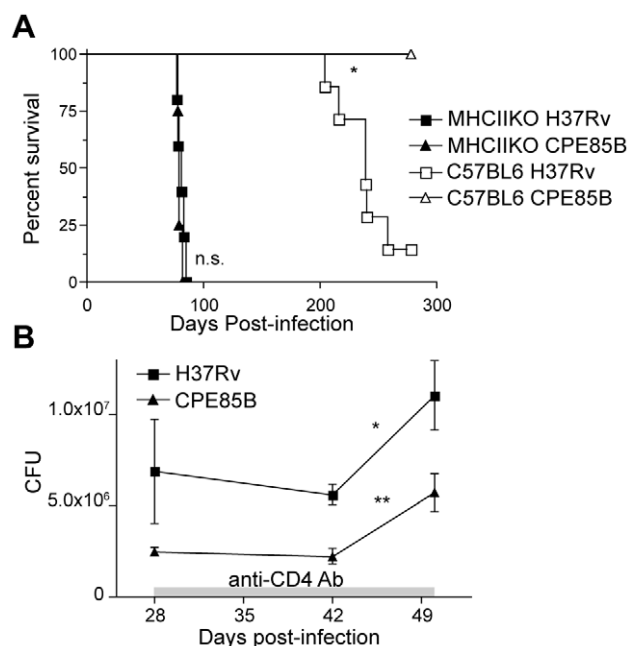 A
Percent survival
100
75
50
25
0
*
n.s.
0 100 200 300
Days Post-infection
MHCIIKO H37Rv
MHCIIKO CPE85B
C57BL6 H37Rv
C57BL6 CPE85B
B
H37Rv
CPE85B
CFU
1.0x10⁷
5.0x10⁶
0
*
**
anti-CD4 Ab
28 35 42 49
Days post-infection